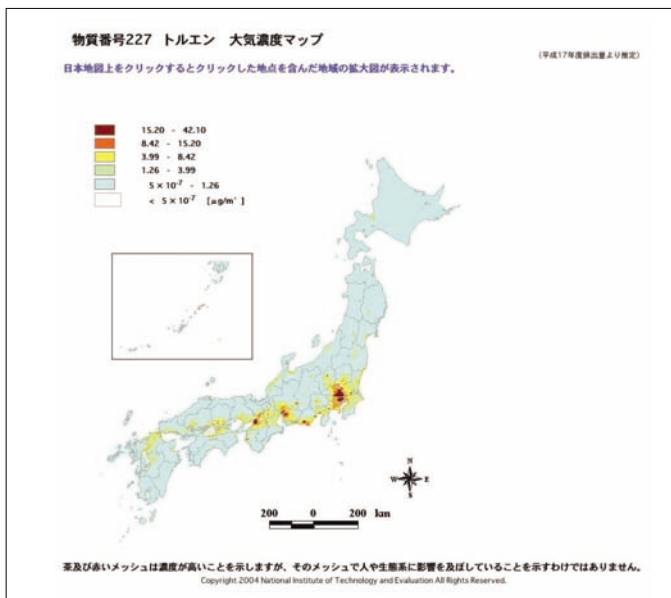 物質番号227 トルエン 大気濃度マップ
(平成17年度排出量より推定)
日本地図上をクリックするとクリックした地点を含んだ地域の拡大図が表示されます。
15.20 - 42.10
8.42 - 15.20
3.99 - 8.42
1.26 - 3.99
5×10⁻⁷ - 1.26
< 5×10⁻⁷ [μg/m³]
N
W E
S
200 0 200 km
茶及び赤いメッシュは濃度が高いことを示しますが、そのメッシュで人や生態系に影響を及ぼしていることを示すわけではありません。
Copyright 2004 National Institute of Technology and Evaluation All Rights Reserved.